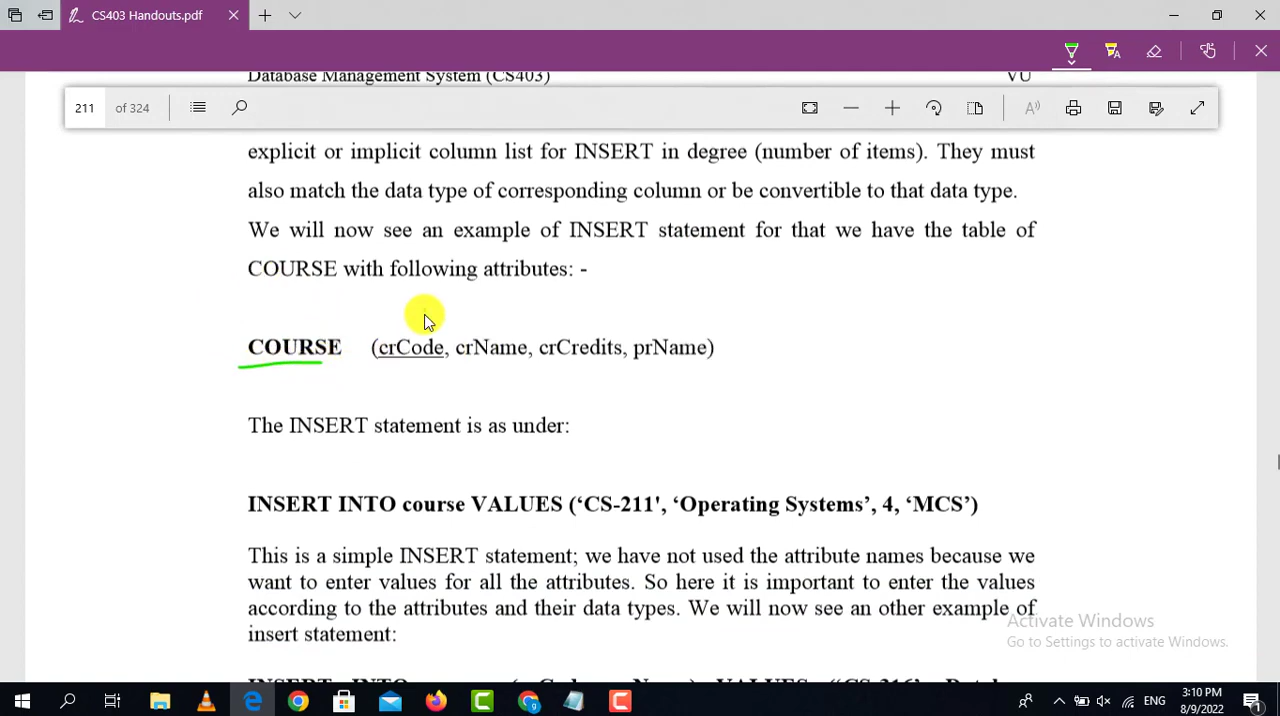 CS403 Handouts.pdf
Database Management System (CS403) VU
211 of 324
explicit or implicit column list for INSERT in degree (number of items). They must
also match the data type of corresponding column or be convertible to that data type.
We will now see an example of INSERT statement for that we have the table of
COURSE with following attributes: -
COURSE (crCode, crName, crCredits, prName)
The INSERT statement is as under:
INSERT INTO course VALUES (‘CS-211', ‘Operating Systems’, 4, ‘MCS’)
This is a simple INSERT statement; we have not used the attribute names because we
want to enter values for all the attributes. So here it is important to enter the values
according to the attributes and their data types. We will now see an other example of
insert statement:
Activate Windows
Go to Settings to activate Windows.
INSERT INTO VALUES
ENG
3:10 PM
8/9/2022